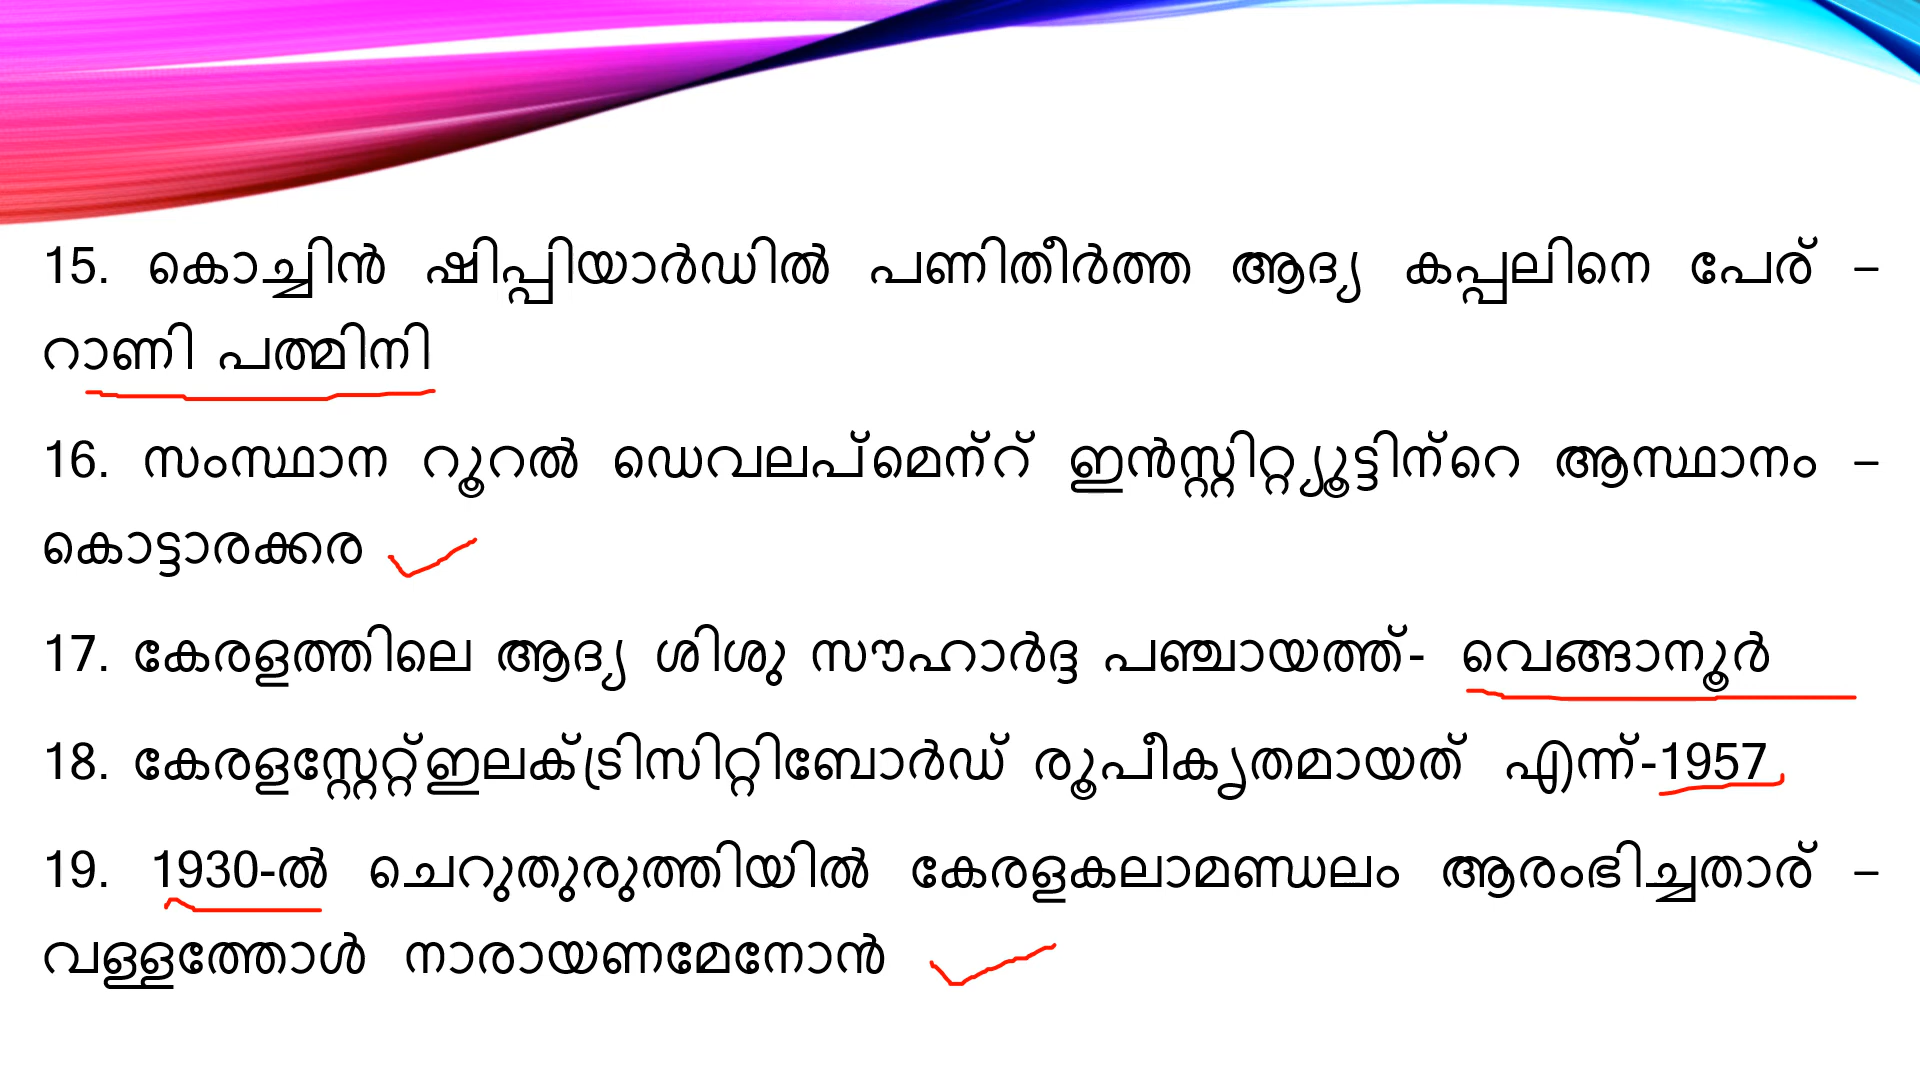 15. കൊച്ചിൻ ഷിപ്പിയാർഡിൽ പണിതീർത്ത ആദ്യ കപ്പലിനെ പേര് –
റാണി പത്മിനി
16. സംസ്ഥാന റൂറൽ ഡെവലപ്മെന്റ് ഇൻസ്റ്റിറ്റ്യൂട്ടിന്റെ ആസ്ഥാനം –
കൊട്ടാരക്കര
17. കേരളത്തിലെ ആദ്യ ശിശു സൗഹാർദ്ദ പഞ്ചായത്ത്- വെങ്ങാനൂർ
18. കേരളസ്റ്റേറ്റ്ഇലക്ട്രിസിറ്റിബോർഡ് രൂപീകൃതമായത് എന്ന്-1957
19. 1930-ൽ ചെറുതുരുത്തിയിൽ കേരളകലാമണ്ഡലം ആരംഭിച്ചതാര് –
വള്ളത്തോൾ നാരായണമേനോൻ